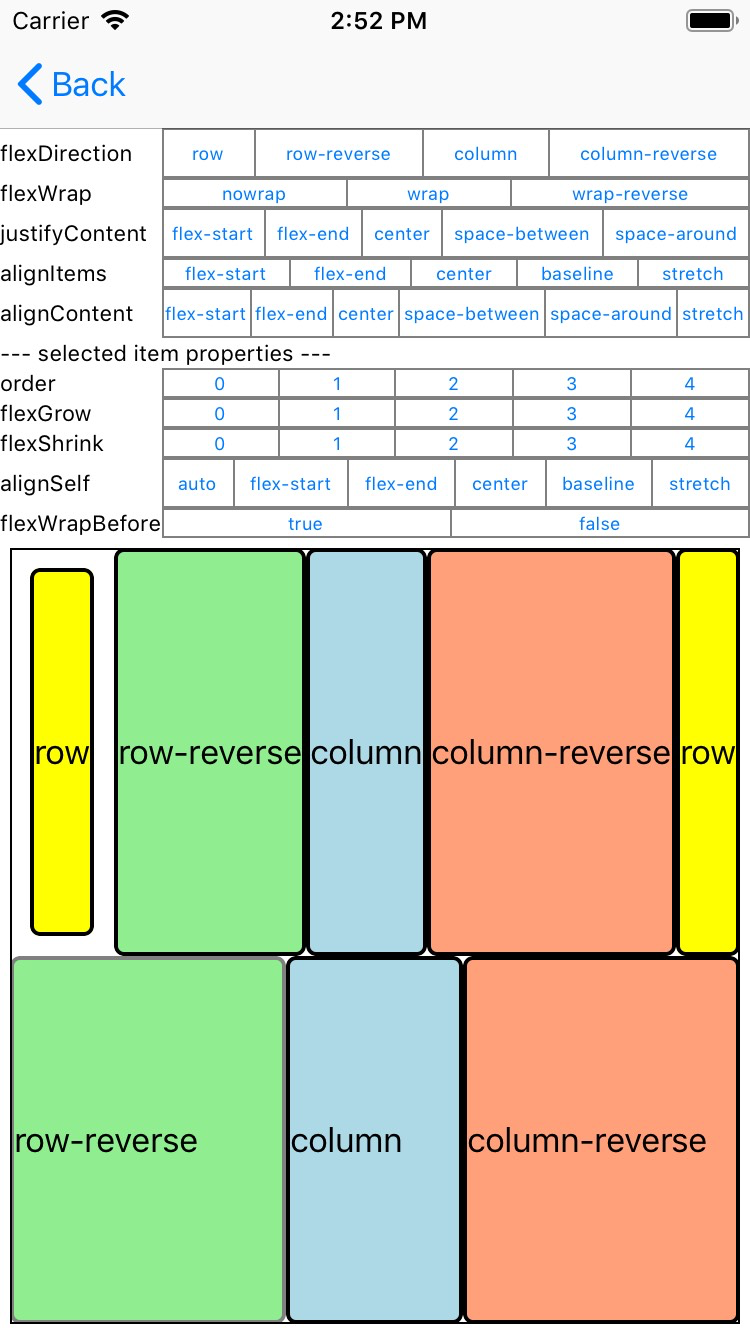 Carrier 2:52 PM
Back
flexDirection row row-reverse column column-reverse
flexWrap nowrap wrap wrap-reverse
justifyContent flex-start flex-end center space-between space-around
alignItems flex-start flex-end center baseline stretch
alignContent flex-start flex-end center space-between space-around stretch
--- selected item properties ---
order 0 1 2 3 4
flexGrow 0 1 2 3 4
flexShrink 0 1 2 3 4
alignSelf auto flex-start flex-end center baseline stretch
flexWrapBefore true false
row row-reverse column column-reverse row
row-reverse column column-reverse